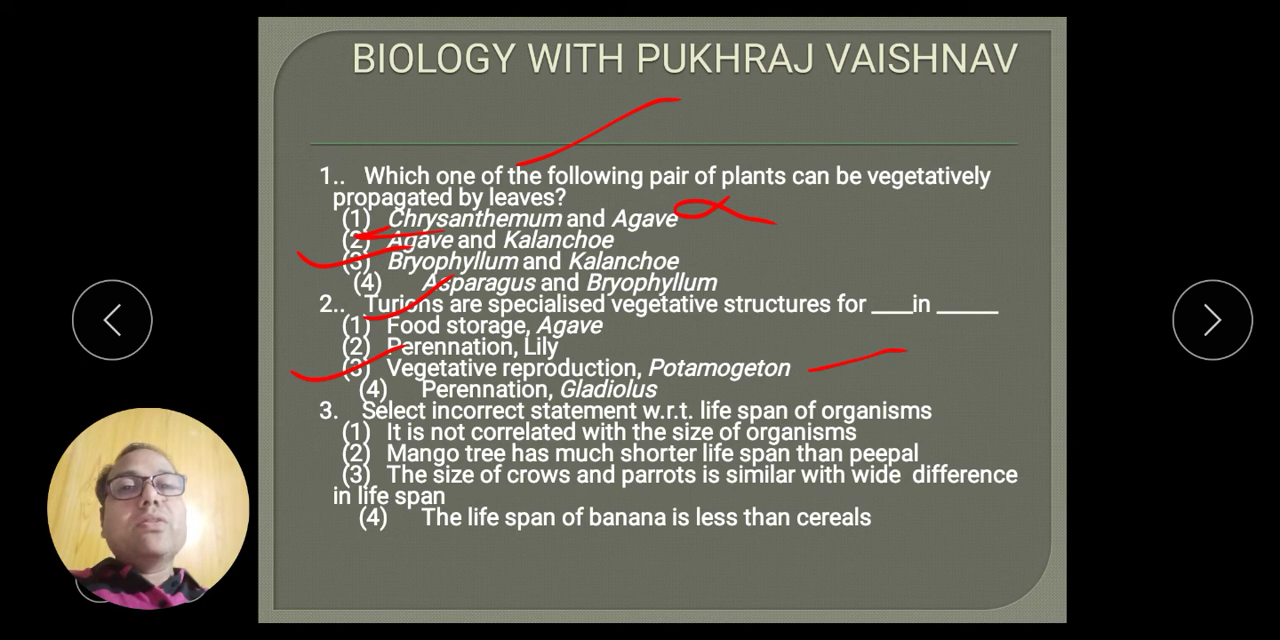 BIOLOGY WITH PUKHRAJ VAISHNAV
1.. Which one of the following pair of plants can be vegetatively
propagated by leaves?
(1) Chrysanthemum and Agave
(2) Agave and Kalanchoe
(3) Bryophyllum and Kalanchoe
(4) Asparagus and Bryophyllum
2.. Turions are specialised vegetative structures for ____in ______
(1) Food storage, Agave
(2) Perennation, Lily
(3) Vegetative reproduction, Potamogeton
(4) Perennation, Gladiolus
3. Select incorrect statement w.r.t. life span of organisms
(1) It is not correlated with the size of organisms
(2) Mango tree has much shorter life span than peepal
(3) The size of crows and parrots is similar with wide difference
in life span
(4) The life span of banana is less than cereals